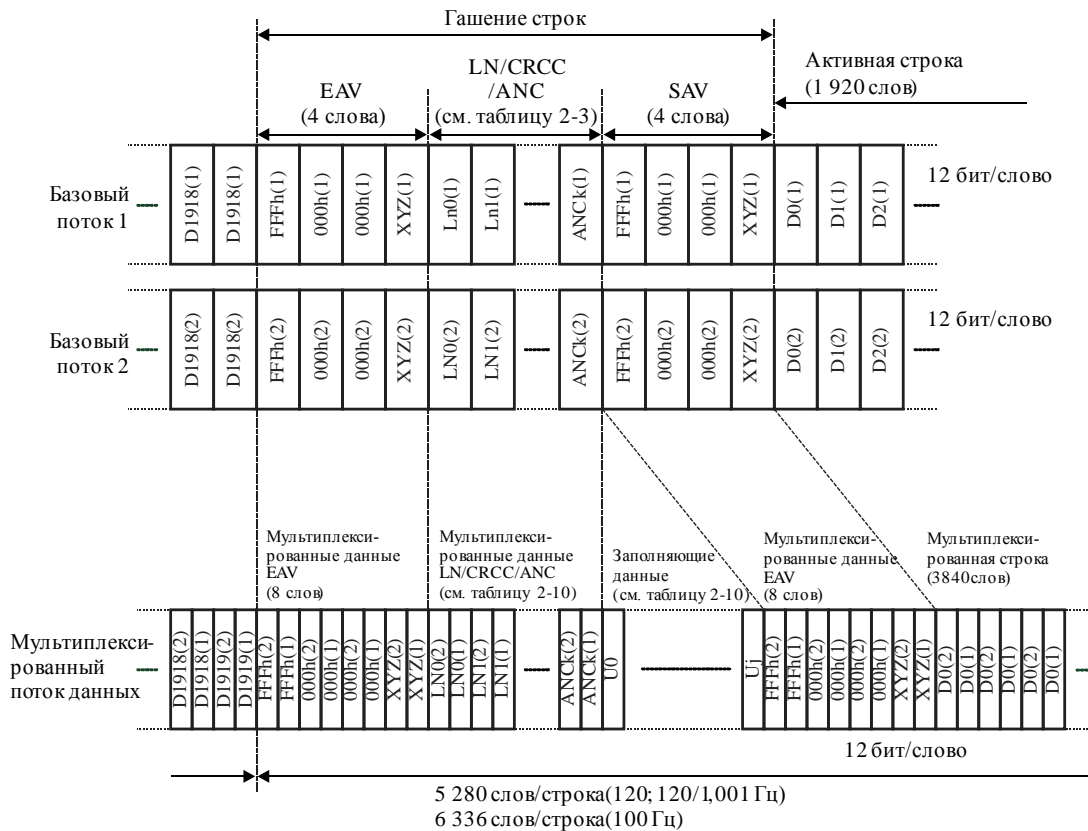 Гашение строк
EAV
(4 слова)
LN/CRCC
/ANC
(см. таблицу 2-3)
SAV
(4 слова)
Активная строка
(1 920 слов)
Базовый
поток 1
D1918(1) D1918(1) FFFh(1) 000h(1) 000h(1) XYZ(1) Ln0(1) Ln1(1) ANCk(1) FFFh(1) 000h(1) 000h(1) XYZ(1) D0((1) D1(1) D2(1)
12 бит/слово
Базовый
поток 2
D1918(2) D1918(2) FFFh(2) 000h(2) 000h(2) XYZ(2) LN0(2) LN1(2) ANCk(2) FFFh(2) 000h(2) 000h(2) XYZ(2) D0(2) D1(2) D2(2)
12 бит/слово
Мультиплекси-
рованные данные
EAV
(8 слов)
Мультиплекси-
рованные данные
LN/CRCC/ANC
(см. таблицу 2-10)
Заполняющие
данные
(см. таблицу 2-10)
Мультиплекси-
рованные данные
EAV
(8 слов)
Мультиплекси-
рованная строка
(3840слов)
Мультиплекси-
рованный
поток данных
D1918(2) D1918(1) D1919(2) D1919(1) FFFh(2) FFFh(1) 000h(2) 000h(1) 000h(2) 000h(1) XYZ(2) XYZ(1) LN0(2) LN0(1) LN1(2) LN1(1) ANCk(2) ANCk(1) U0 Uj FFFh(2) FFFh(1) 000h(2) 000h(1) 000h(2) 000h(1) XYZ(2) XYZ(1) D0(2) D0(1) D0(2) D0(1) D0(2) D0(1)
12 бит/слово
5 280 слов/строка(120; 120/1,001 Гц)
6 336 слов/строка(100 Гц)